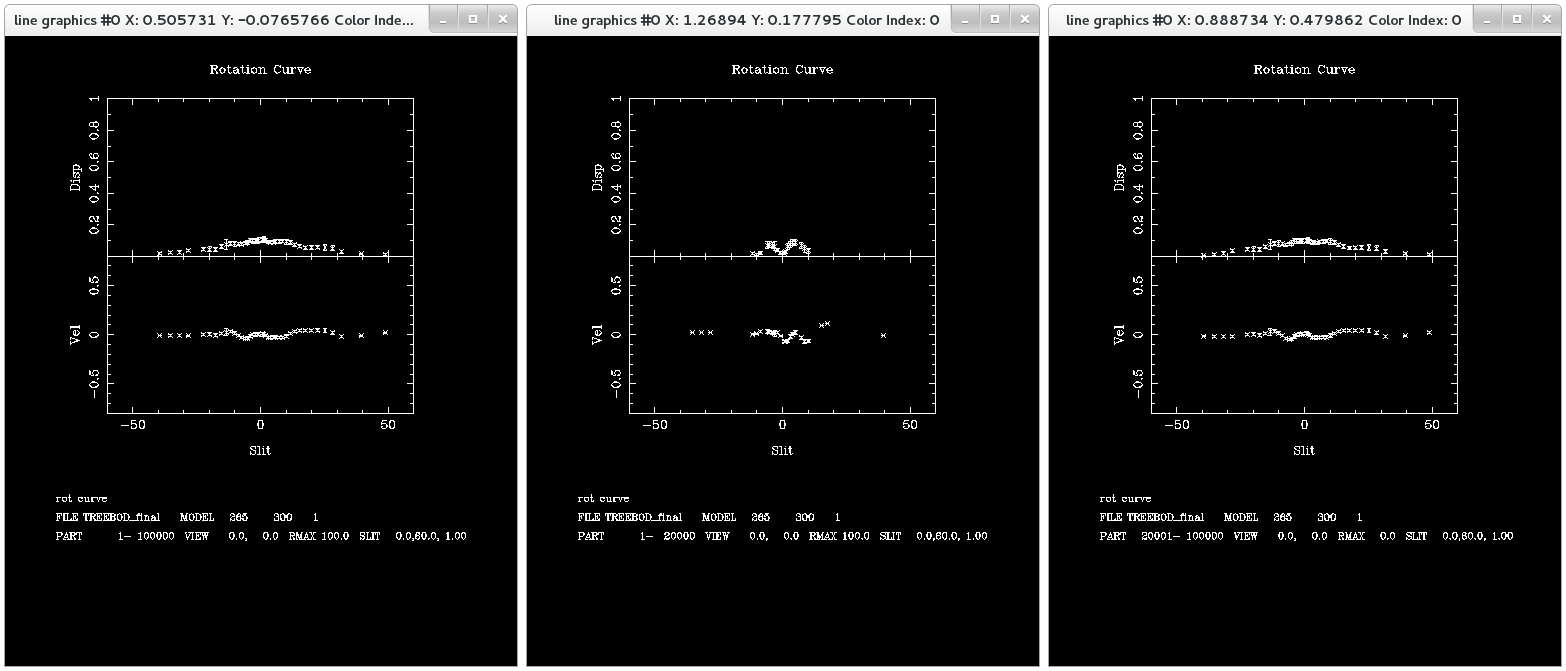 line graphics #0 X: 0.505731 Y: -0.0765766 Color Inde...
Rotation Curve
1
0.8
0.6
0.4
0.2
Disp
0.5
0
-0.5
Vel
-50 0 50
Slit
rot curve
FILE TREEBOD_final MODEL 265 300 1
PART 1- 100000 VIEW 0.0, 0.0 RMAX 100.0 SLIT 0.0,60.0, 1.00
line graphics #0 X: 1.26894 Y: 0.177795 Color Index: 0
Rotation Curve
1
0.8
0.6
0.4
0.2
Disp
0.5
0
-0.5
Vel
-50 0 50
Slit
rot curve
FILE TREEBOD_final MODEL 265 300 1
PART 1- 20000 VIEW 0.0, 0.0 RMAX 100.0 SLIT 0.0,60.0, 1.00
line graphics #0 X: 0.888734 Y: 0.479862 Color Index: 0
Rotation Curve
1
0.8
0.6
0.4
0.2
Disp
0.5
0
-0.5
Vel
-50 0 50
Slit
rot curve
FILE TREEBOD_final MODEL 265 300 1
PART 20001- 100000 VIEW 0.0, 0.0 RMAX 0.0 SLIT 0.0,60.0, 1.00